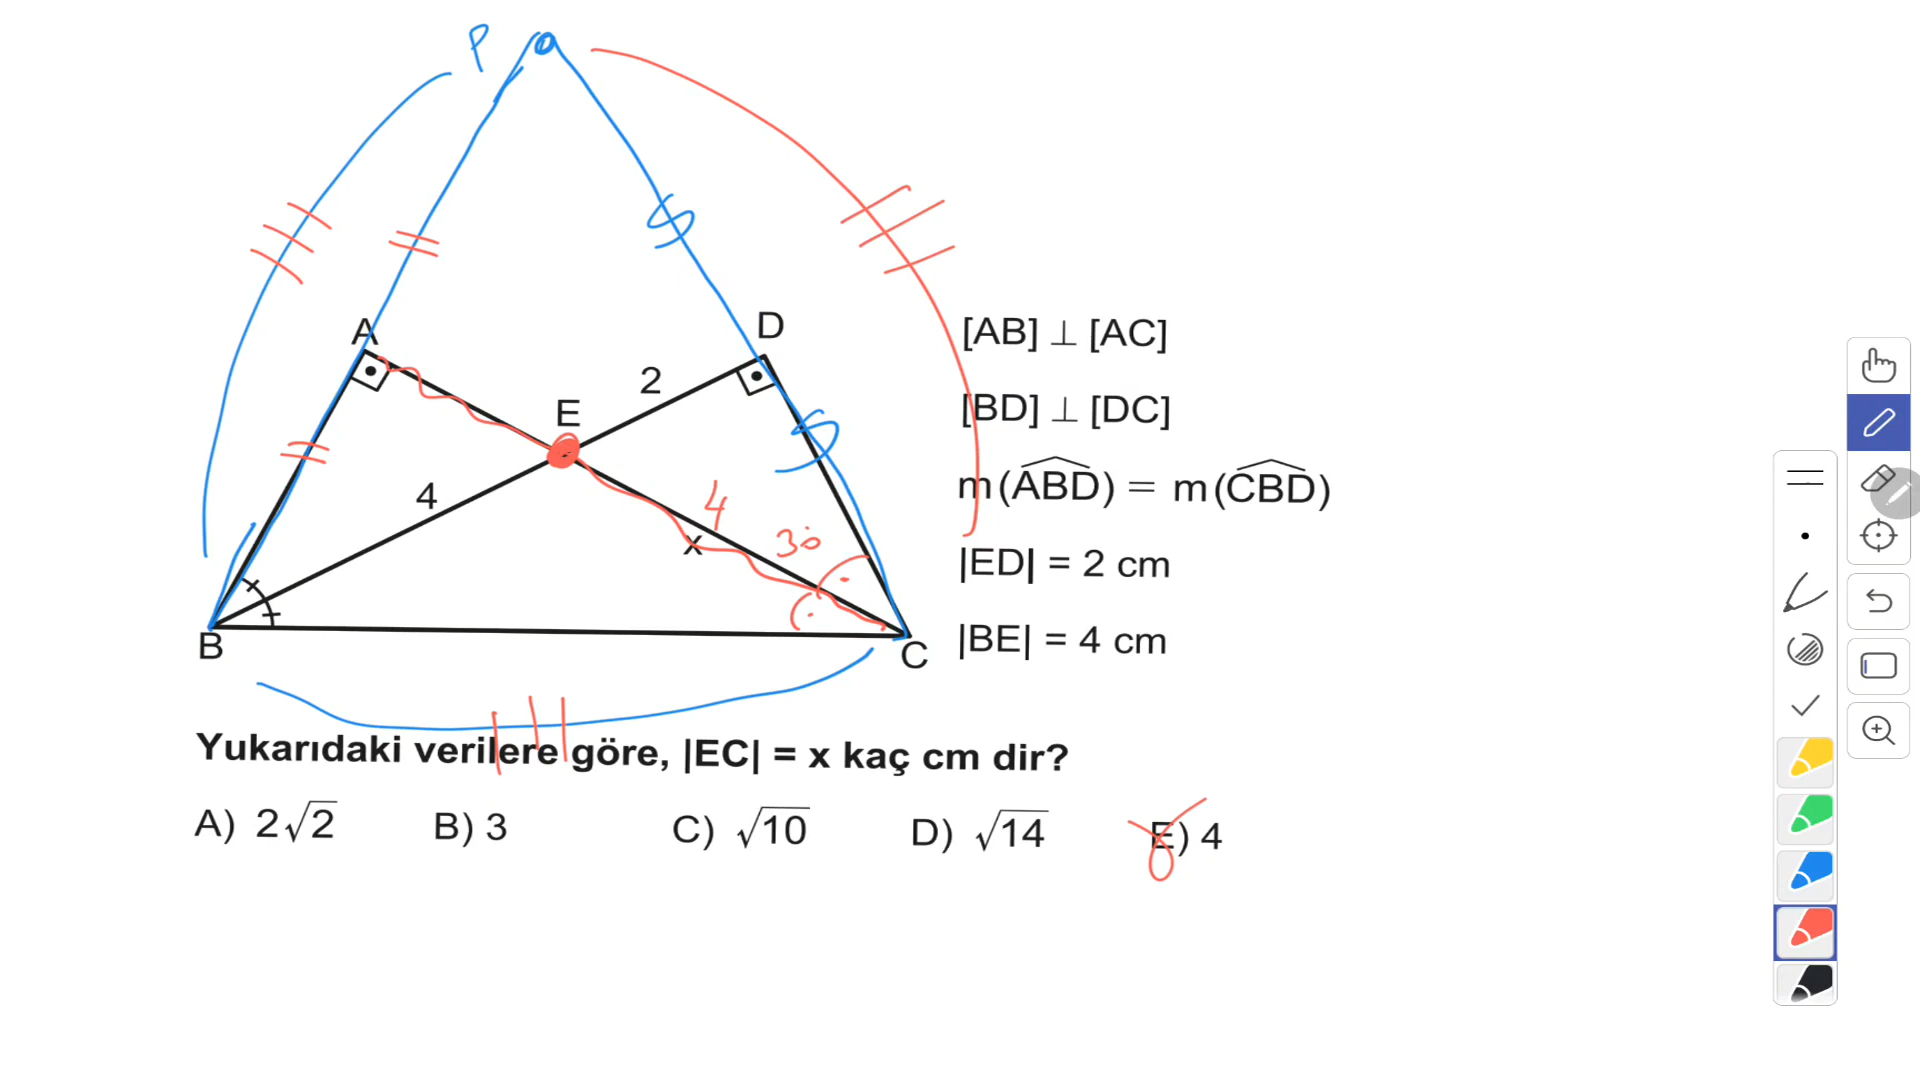 P
A
D
2
E
4
4
x
30
B
C
[AB] ⊥ [AC]
[BD] ⊥ [DC]
m(ABD) = m(CBD)
|ED| = 2 cm
|BE| = 4 cm
Yukarıdaki verilere göre, |EC| = x kaç cm dir?
A) 2√2 B) 3 C) √10 D) √14 E) 4